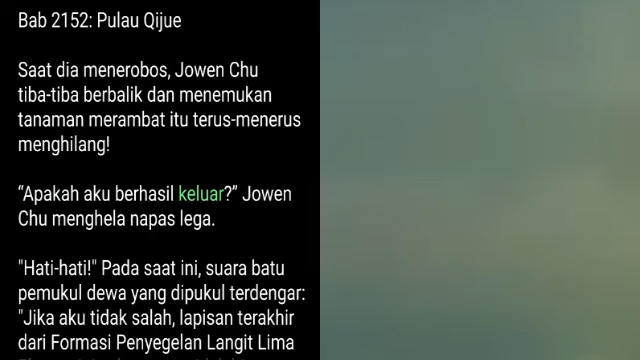 Bab 2152: Pulau Qijue
Saat dia menerobos, Jowen Chu
tiba-tiba berbalik dan menemukan
tanaman merambat itu terus-menerus
menghilang!
“Apakah aku berhasil keluar?” Jowen
Chu menghela napas lega.
"Hati-hati!" Pada saat ini, suara batu
pemukul dewa yang dipukul terdengar:
"Jika aku tidak salah, lapisan terakhir
dari Formasi Penyegelan Langit Lima